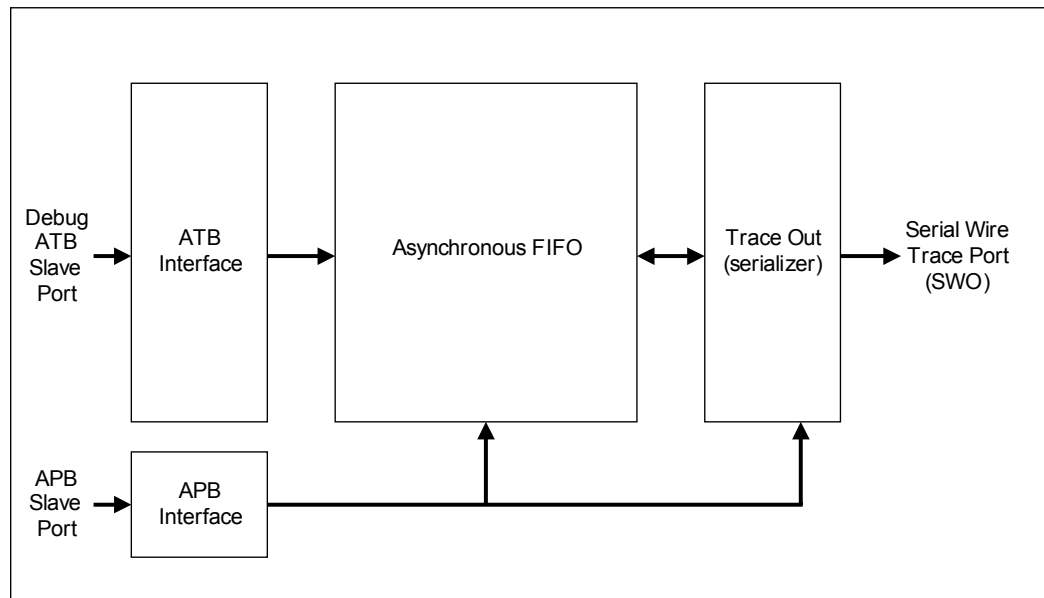 Debug
ATB
Slave
Port
ATB
Interface
Asynchronous FIFO
Trace Out
(serializer)
Serial Wire
Trace Port
(SWO)
APB
Slave
Port
APB
Interface